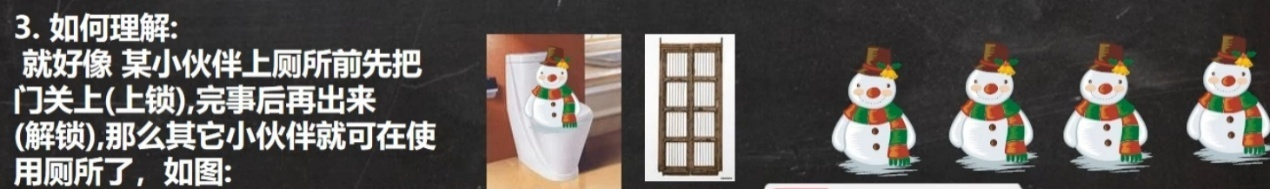 3. 如何理解:
就好像 某小伙伴上厕所前先把
门关上(上锁),完事后再出来
(解锁),那么其它小伙伴就可在使
用厕所了，如图: